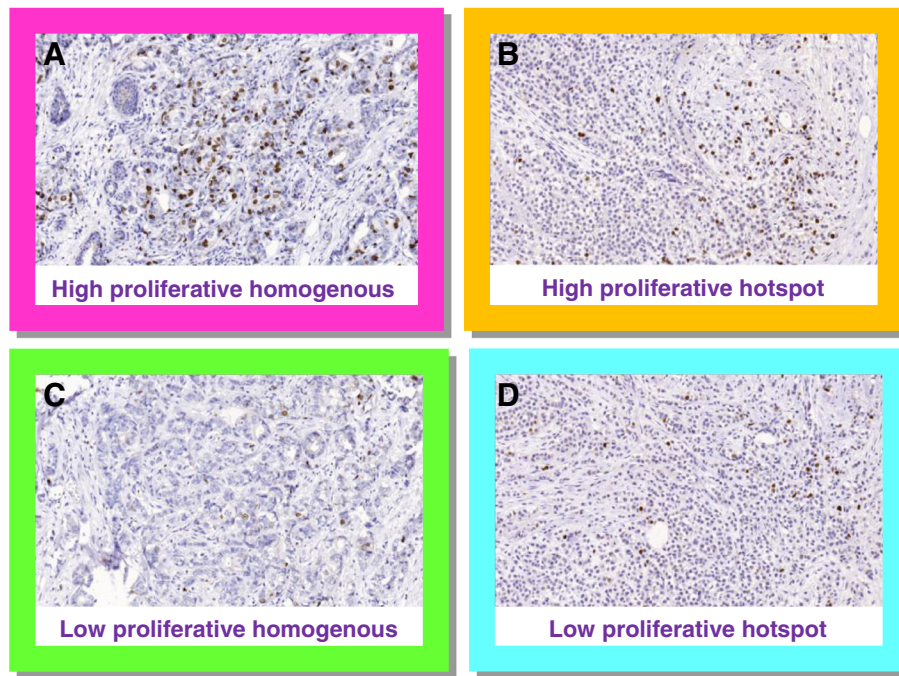 A
B
High proliferative homogenous
High proliferative hotspot
C
D
Low proliferative homogenous
Low proliferative hotspot